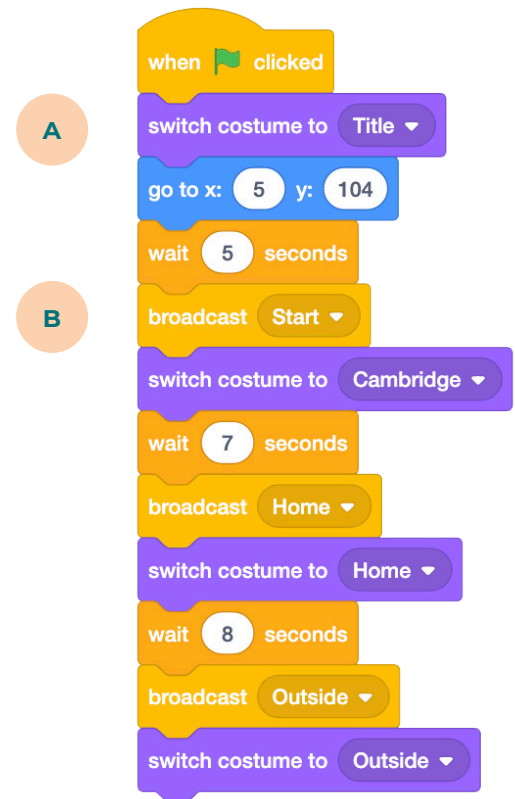 when clicked
A
switch costume to Title
go to x: 5 y: 104
wait 5 seconds
B
broadcast Start
switch costume to Cambridge
wait 7 seconds
broadcast Home
switch costume to Home
wait 8 seconds
broadcast Outside
switch costume to Outside